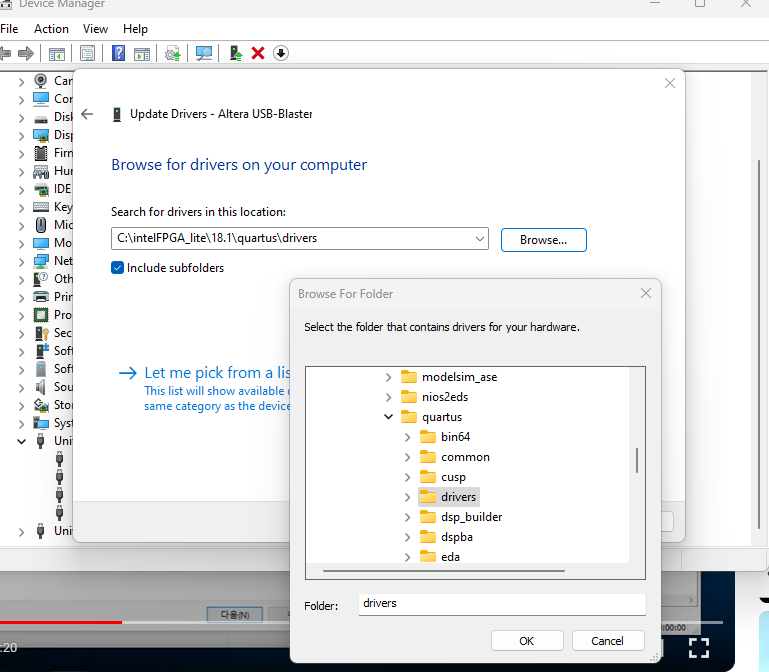 Device Manager
File Action View Help
Update Drivers - Altera USB-Blaster
Browse for drivers on your computer
Search for drivers in this location:
C:\intelFPGA_lite\18.1\quartus\drivers
Browse...
Include subfolders
Let me pick from a lis
This list will show available
same category as the device
Car
Cor
Disk
Disp
Firn
Hur
IDE
Key
Mic
Mo
Net
Oth
Prin
Pro
Sec
Soft
Soft
Sou
Stor
Syst
Uni
Uni
Browse For Folder
Select the folder that contains drivers for your hardware.
modelsim_ase
nios2eds
quartus
bin64
common
cusp
drivers
dsp_builder
dspba
eda
Folder: drivers
OK Cancel
다음(N)
:20
:00:00